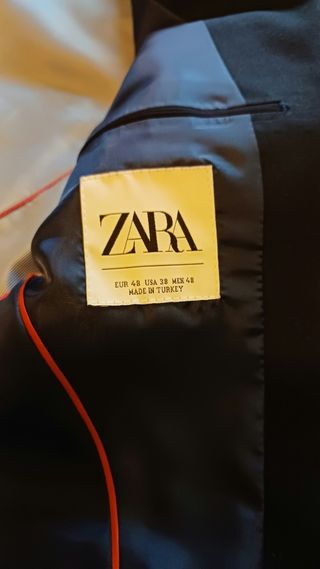 ZARA
EUR 48 USA 38 MEX 48
MADE IN TURKEY